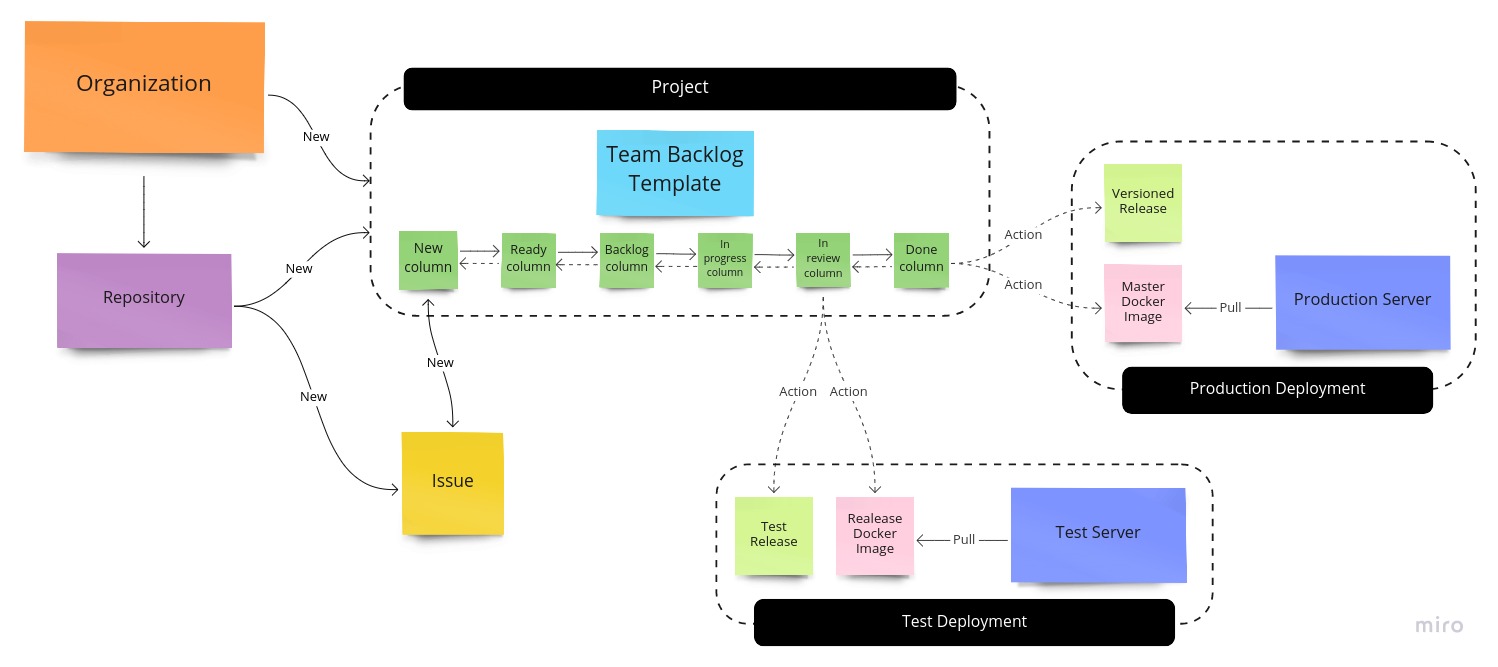 Organization
Project
New
Team Backlog
Template
Versioned
Release
New
column
Ready
column
Backlog
column
In
progress
column
In
review
column
Done
column
Action
New
Action
Repository
Master
Docker
Image
Pull
Production Server
New
New
Action
Action
Production Deployment
Issue
Test
Release
Realease
Docker
Image
Pull
Test Server
Test Deployment
miro